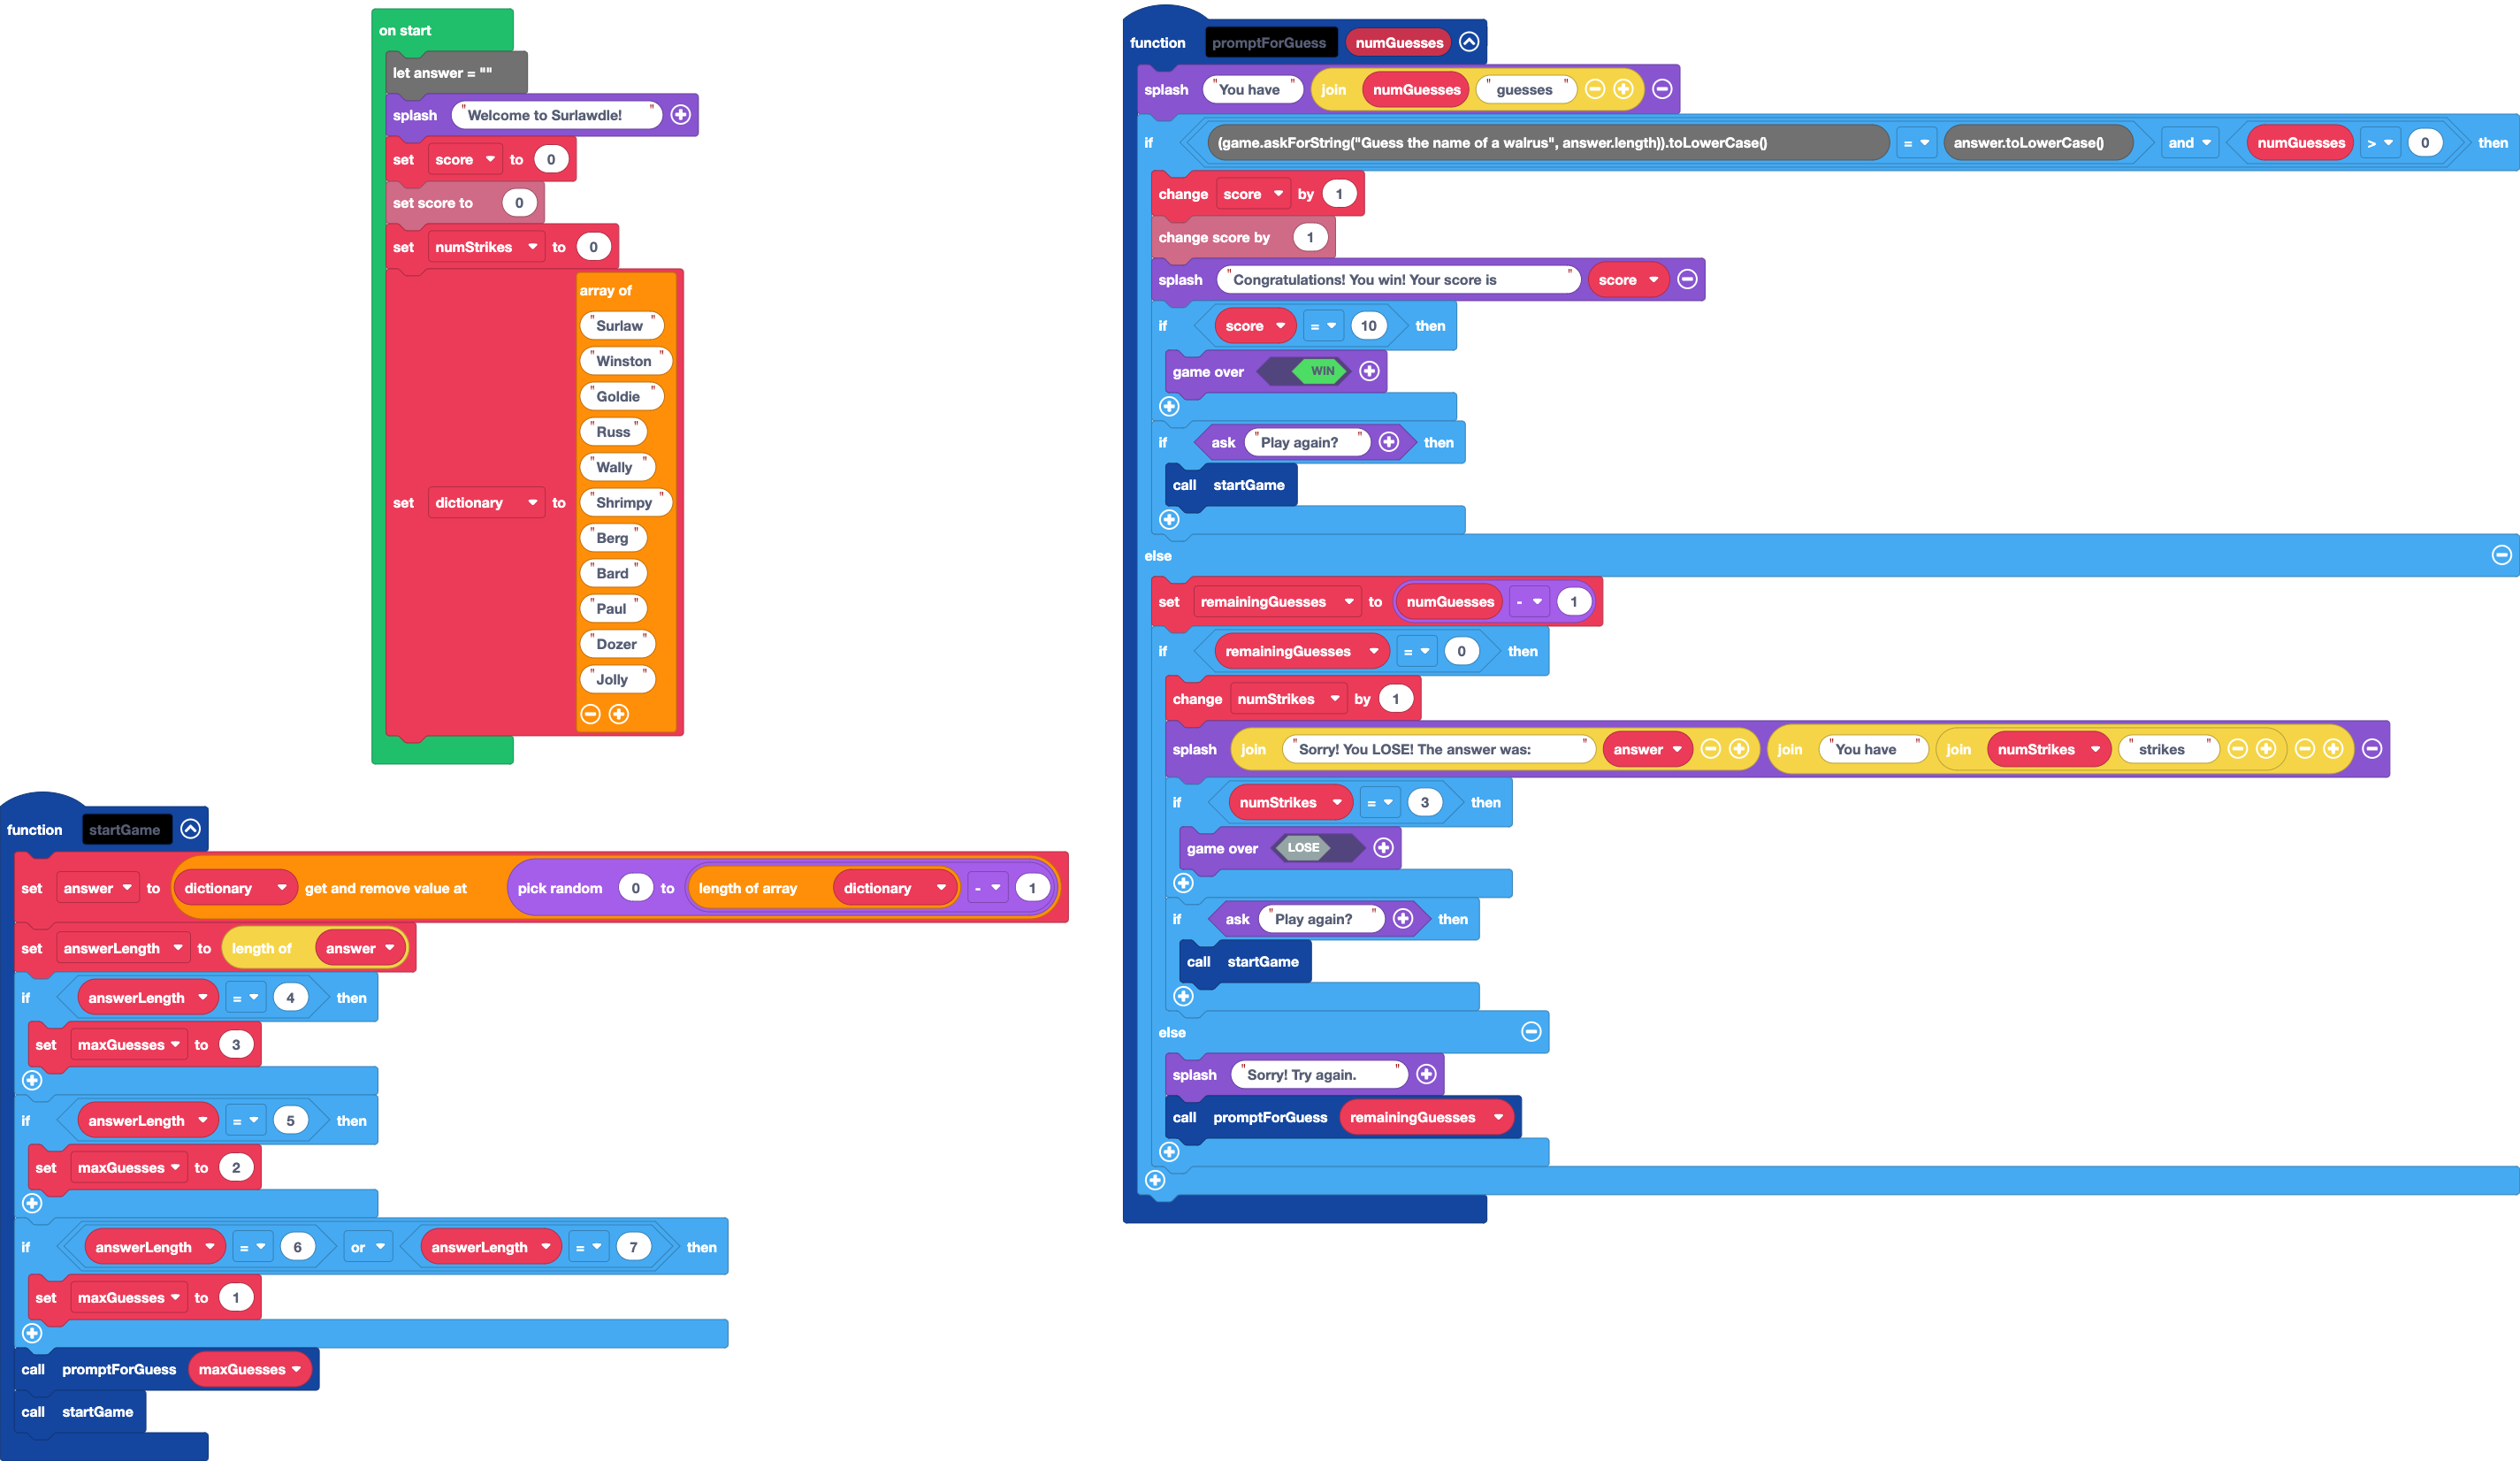 on start
let answer = ""
splash "Welcome to Surlawdle!"
set score to 0
set score to 0
set numStrikes to 0
set dictionary to
array of
"Surlaw"
"Winston"
"Goldie"
"Russ"
"Wally"
"Shrimpy"
"Berg"
"Bard"
"Paul"
"Dozer"
"Jolly"
function startGame
set answer to dictionary get and remove value at pick random 0 to length of array dictionary - 1
set answerLength to length of answer
if answerLength = 4 then
set maxGuesses to 3
if answerLength = 5 then
set maxGuesses to 2
if answerLength = 6 or answerLength = 7 then
set maxGuesses to 1
call promptForGuess maxGuesses
call startGame
function promptForGuess numGuesses
splash "You have" join numGuesses "guesses"
if (game.askForString("Guess the name of a walrus", answer.length)).toLowerCase() = answer.toLowerCase() and numGuesses > 0 then
change score by 1
change score by 1
splash "Congratulations! You win! Your score is" score
if score = 10 then
game over WIN
if ask "Play again?" then
call startGame
else
set remainingGuesses to numGuesses - 1
if remainingGuesses = 0 then
change numStrikes by 1
splash join "Sorry! You LOSE! The answer was:" answer join "You have" join numStrikes "strikes"
if numStrikes = 3 then
game over LOSE
if ask "Play again?" then
call startGame
else
splash "Sorry! Try again."
call promptForGuess remainingGuesses